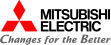 MITSUBISHI
ELECTRIC
Changes for the Better